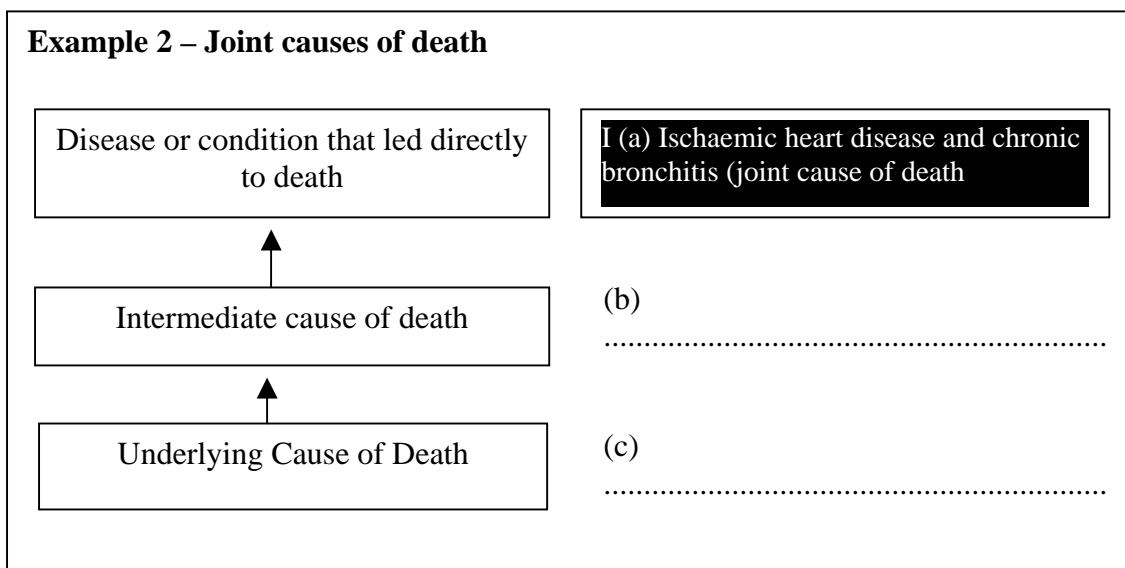 Example 2 – Joint causes of death
Disease or condition that led directly
to death
I (a) Ischaemic heart disease and chronic
bronchitis (joint cause of death
Intermediate cause of death
(b)
...............................................................
Underlying Cause of Death
(c)
...............................................................